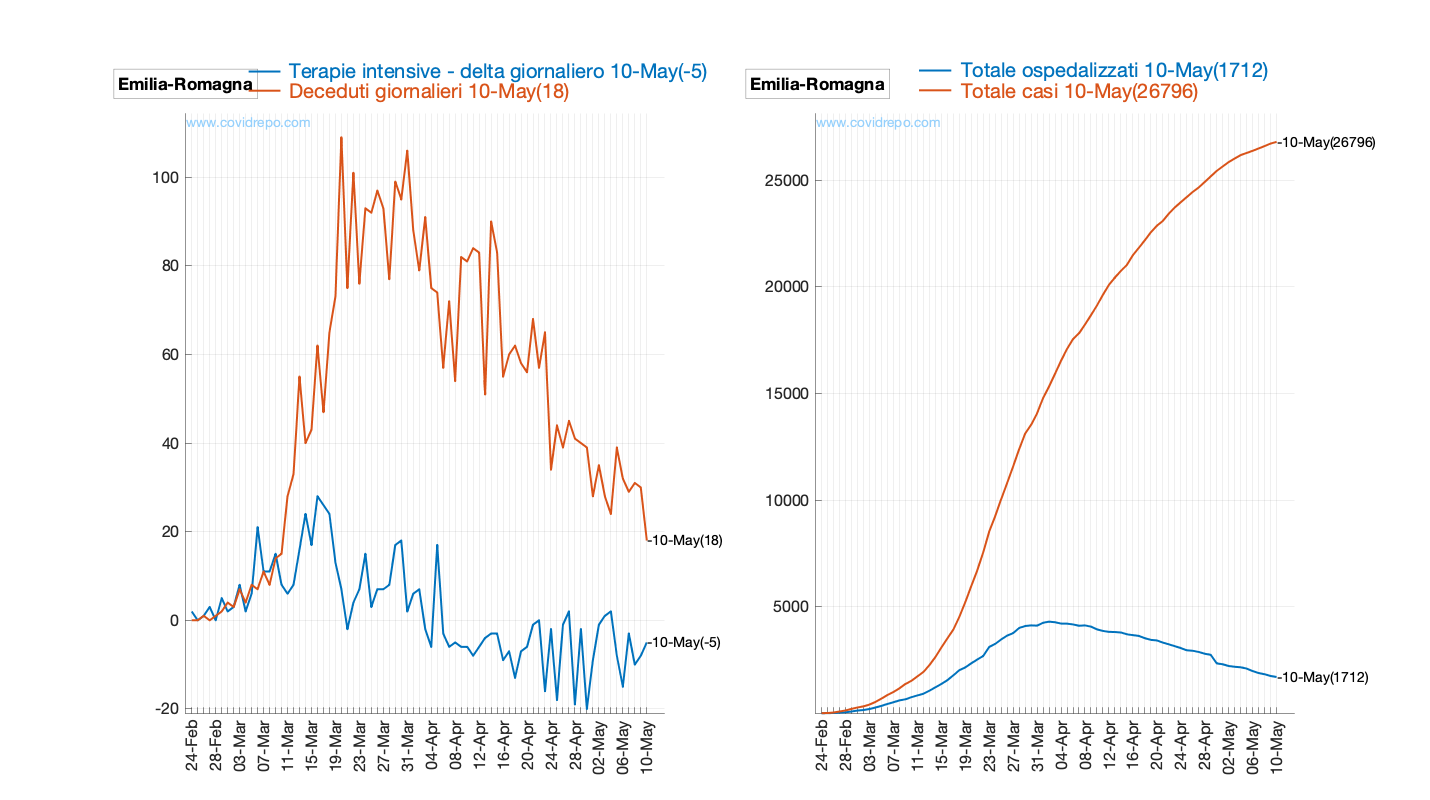 Emilia-Romagna
Terapie intensive - delta giornaliero 10-May(-5)
Deceduti giornalieri 10-May(18)
www.covidrepo.com
100
80
60
40
20
0
-20
-10-May(18)
-10-May(-5)
24-Feb
28-Feb
03-Mar
07-Mar
11-Mar
15-Mar
19-Mar
23-Mar
27-Mar
31-Mar
04-Apr
08-Apr
12-Apr
16-Apr
20-Apr
24-Apr
28-Apr
02-May
06-May
10-May
Emilia-Romagna
Totale ospedalizzati 10-May(1712)
Totale casi 10-May(26796)
www.covidrepo.com
25000
20000
15000
10000
5000
-10-May(26796)
-10-May(1712)
24-Feb
28-Feb
03-Mar
07-Mar
11-Mar
15-Mar
19-Mar
23-Mar
27-Mar
31-Mar
04-Apr
08-Apr
12-Apr
16-Apr
20-Apr
24-Apr
28-Apr
02-May
06-May
10-May